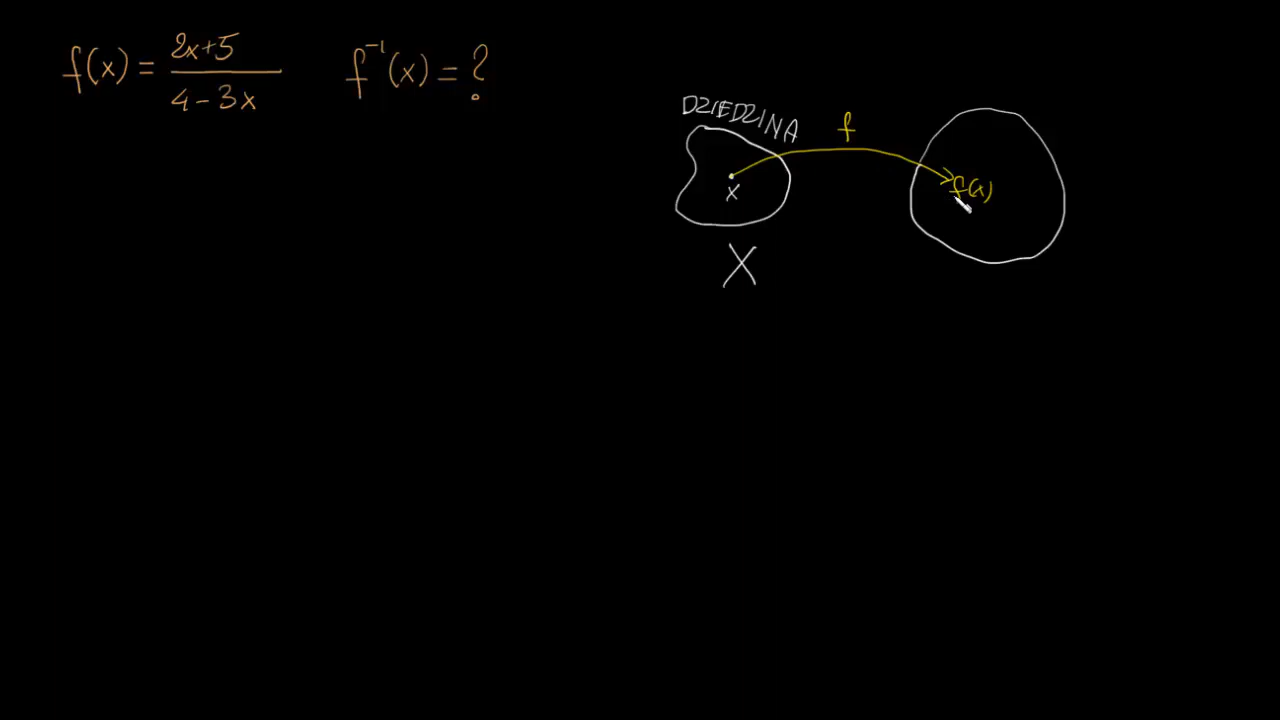 f(x) = (2x+5)/(4-3x)
f⁻¹(x) = ?
DZIEDZINA
f
x
f(x)
X